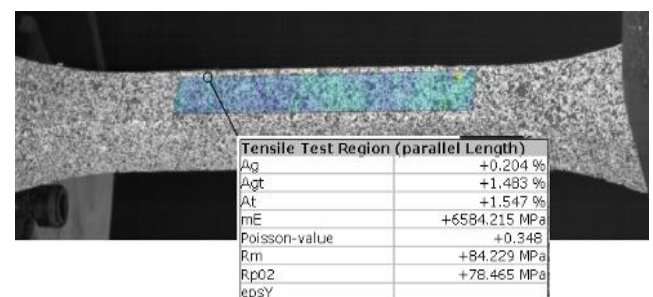 Tensile Test Region (parallel Length)
Ag +0.204 %
Agt +1.483 %
At +1.547 %
mE +6584.215 MPa
Poisson-value +0.348
Rm +84.229 MPa
Rp02 +78.465 MPa
epsY